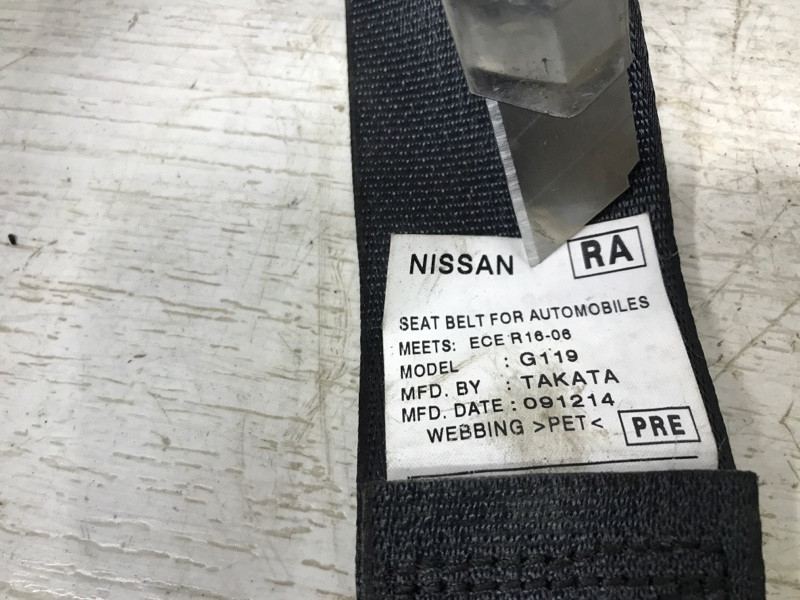 NISSAN RA
SEAT BELT FOR AUTOMOBILES
MEETS: ECE R16-06
MODEL : G119
MFD. BY : TAKATA
MFD. DATE : 091214
WEBBING >PET< PRE